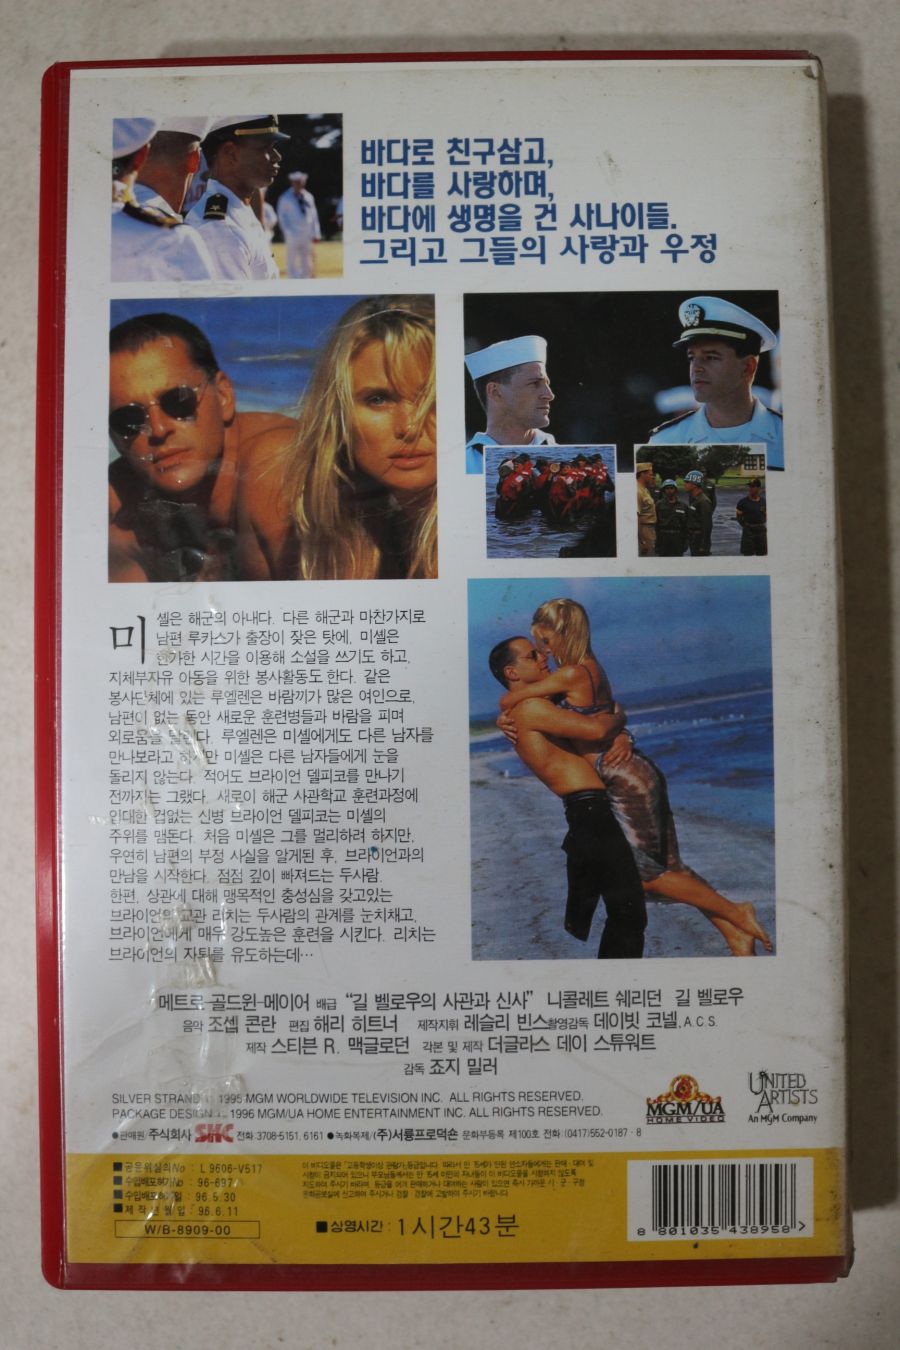 바다로 친구삼고,
바다를 사랑하며,
바다에 생명을 건 사나이들.
그리고 그들의 사랑과 우정
미셸은 해군의 아내다. 다른 해군과 마찬가지로
남편 루카스가 출장이 잦은 탓에, 미셸은
한가한 시간을 이용해 소설을 쓰기도 하고,
지체부자유 아동을 위한 봉사활동도 한다. 같은
봉사단체에 있는 루엘렌은 바람끼가 많은 여인으로,
남편이 없는 동안 새로운 훈련병들과 바람을 피며
외로움을 달랜다. 루엘렌은 미셸에게도 다른 남자를
만나보라고 하지만 미셸은 다른 남자들에게 눈을
돌리지 않는다. 적어도 브라이언 델피코를 만나기
전까지는 그랬다. 새로이 해군 사관학교 훈련과정에
입대한 겁없는 신병 브라이언 델피코는 미셸의
주위를 맴돈다. 처음 미셸은 그를 멀리하려 하지만,
우연히 남편의 부정 사실을 알게된 후, 브라이언과의
만남을 시작한다. 점점 깊이 빠져드는 두사람.
한편, 상관에 대해 맹목적인 충성심을 갖고있는
브라이언의 교관 리치는 두사람의 관계를 눈치채고,
브라이언에게 매우 강도높은 훈련을 시킨다. 리치는
브라이언의 자퇴를 유도하는데…
메트로 골드윈-메이어 배급 "길 벨로우의 사관과 신사" 니콜레트 쉐리던 길 벨로우
음악 조셉 콘란 편집 해리 히트너 제작지휘 레슬리 빈스 촬영감독 데이빗 코넬, A.C.S.
제작 스티븐 R. 맥글로던 각본 및 제작 더글라스 데이 스튜워트
감독 죠지 밀러
SILVER STRAND © 1995 MGM WORLDWIDE TELEVISION INC. ALL RIGHTS RESERVED.
PACKAGE DESIGN © 1996 MGM/UA HOME ENTERTAINMENT INC. ALL RIGHTS RESERVED.
MGM/UA
HOME VIDEO
UNITED
ARTISTS
An MGM Company
●판매원/주식회사 SKC 전화 3708-5151, 6161 ●녹화복제/(주)서룡프로덕숀 문화부등록 제100호 전화:(0417)552-0187~8
■공윤위심의No : L 9606-V517
■수입배포허가No : 96-697
■수입배포허가일 : 96.5.30
■제작년월일 : 96.6.11
W/B-8909-00
■상영시간 : 1시간43분
8 801035 438958